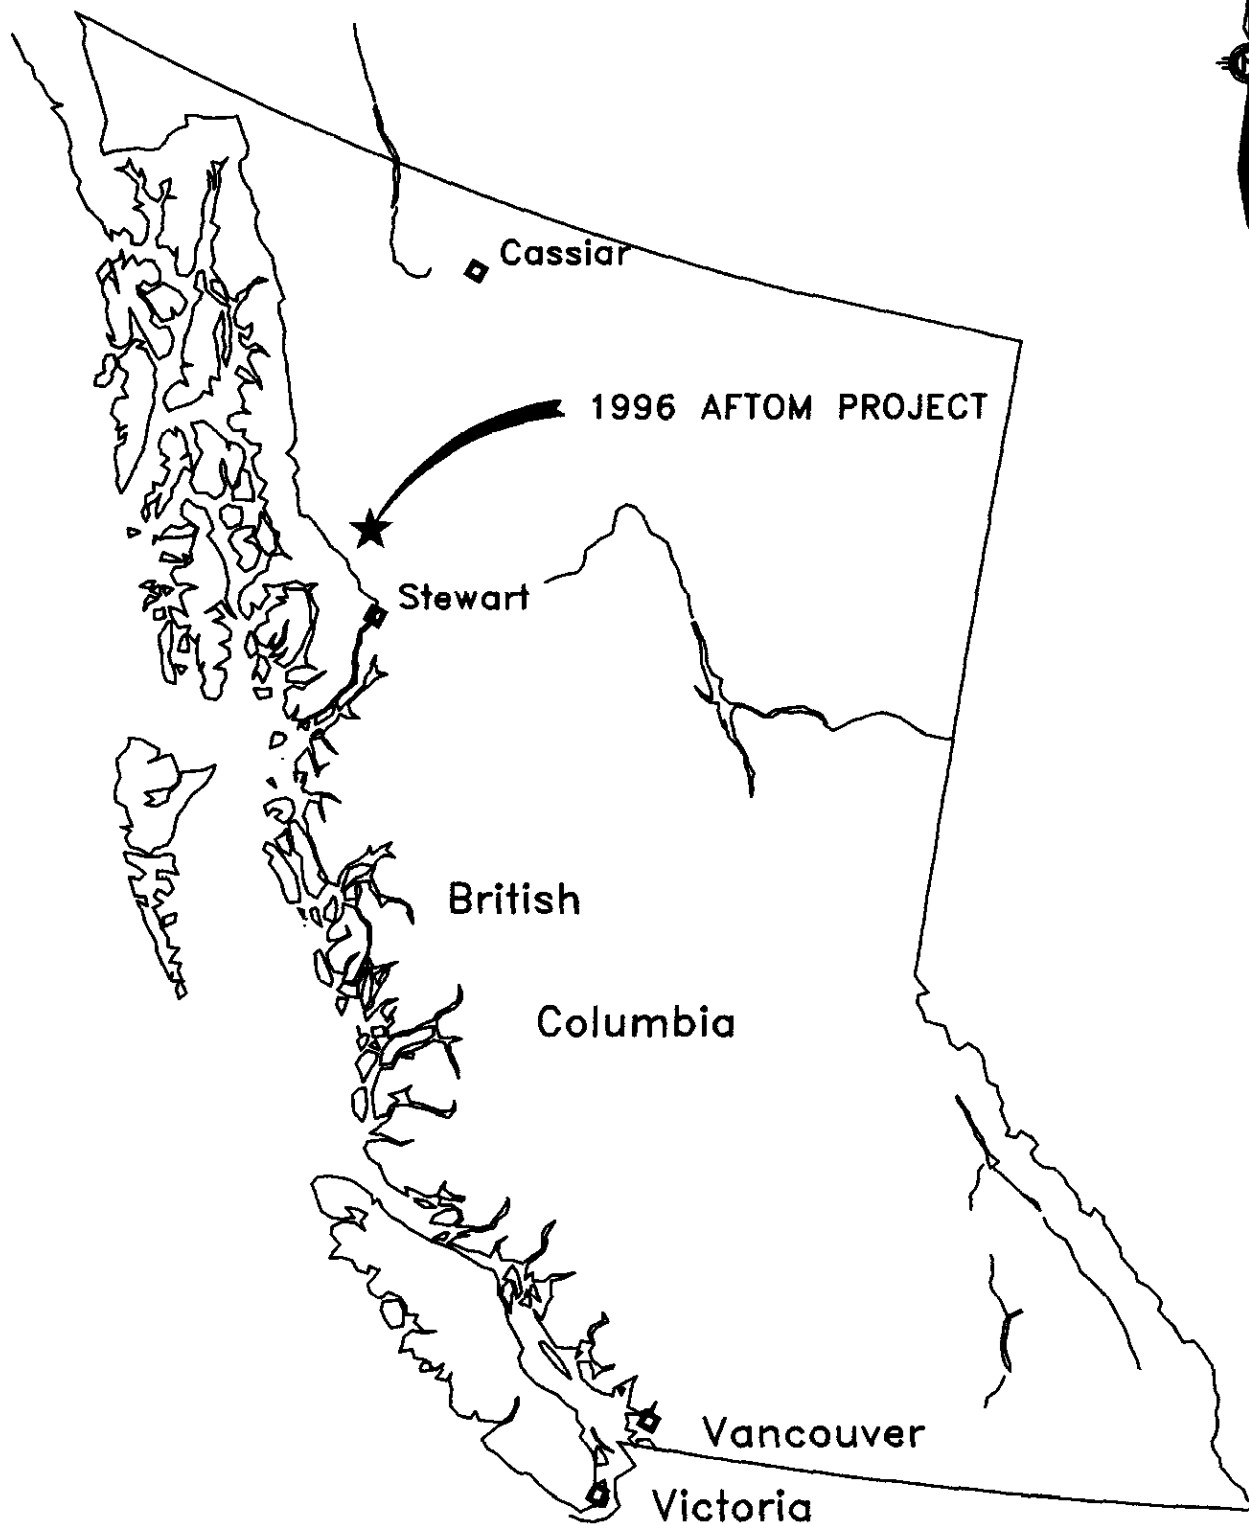 Cassiar
1996 AFTOM PROJECT
Stewart
British
Columbia
Vancouver
Victoria